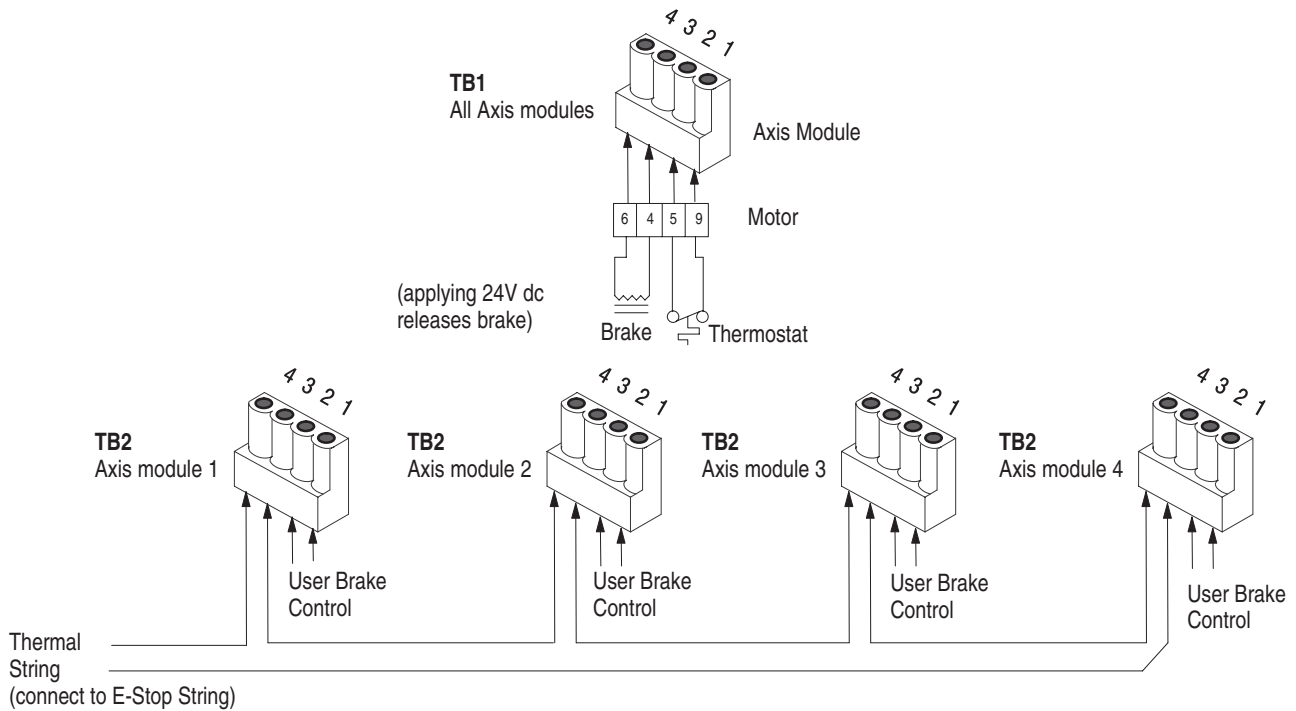 4 3 2 1
TB1
All Axis modules
Axis Module
6 4 5 9
Motor
(applying 24V dc
releases brake)
Brake
Thermostat
4 3 2 1
4 3 2 1
4 3 2 1
4 3 2 1
TB2
Axis module 1
TB2
Axis module 2
TB2
Axis module 3
TB2
Axis module 4
User Brake
Control
User Brake
Control
User Brake
Control
User Brake
Control
Thermal
String
(connect to E-Stop String)